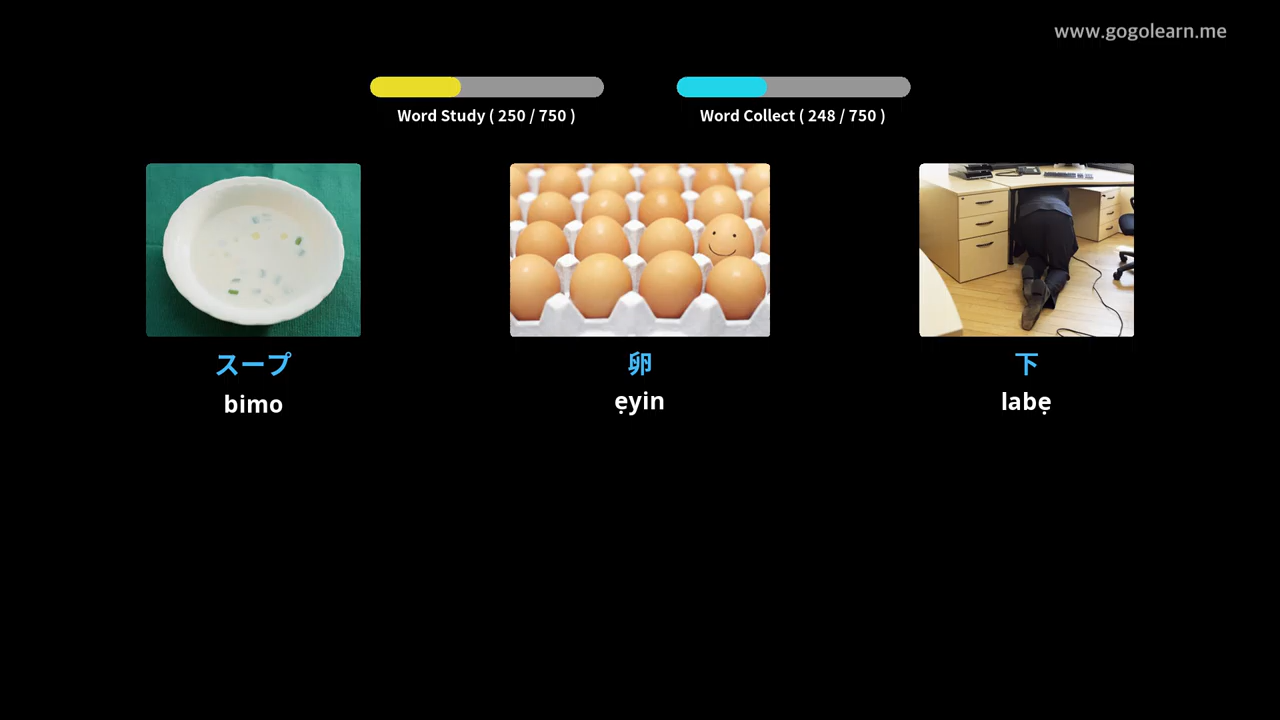 www.gogolearn.me
Word Study ( 250 / 750 )
Word Collect ( 248 / 750 )
スープ
bimo
卵
ẹyin
下
labẹ